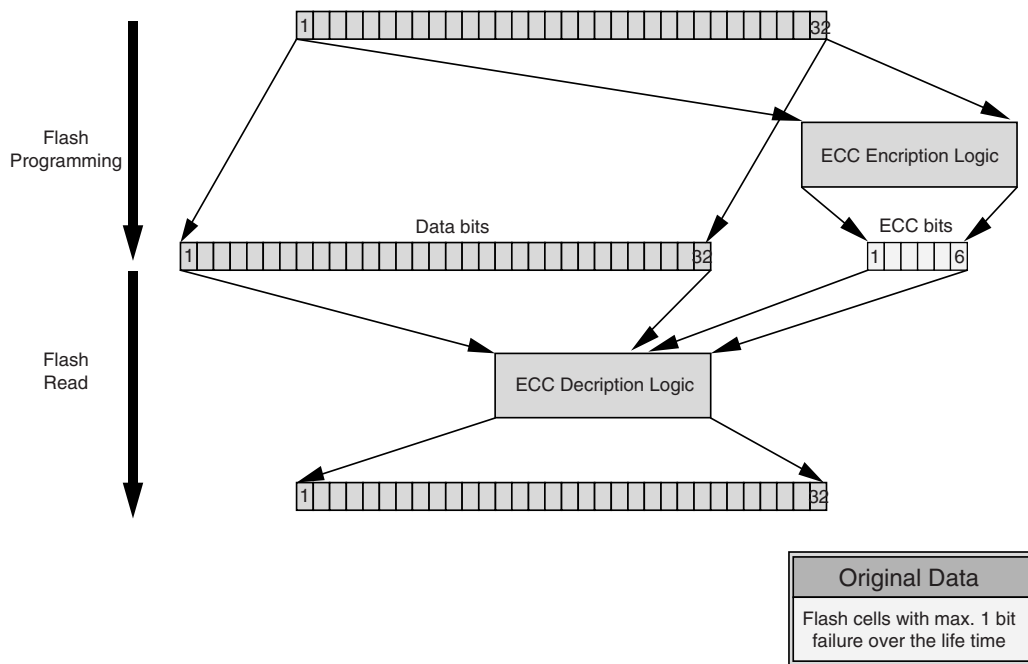 1 32
Flash
Programming
ECC Encription Logic
Data bits
ECC bits
1 32
1 6
Flash
Read
ECC Decription Logic
1 32
Original Data
Flash cells with max. 1 bit
failure over the life time